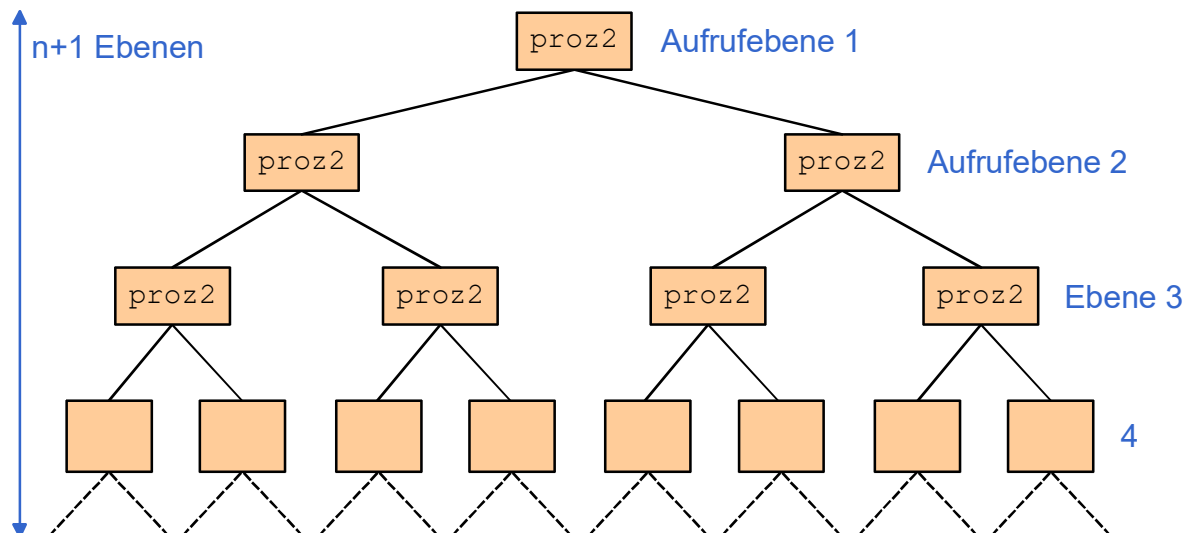 n+1 Ebenen
proz2
Aufrufebene 1
proz2
proz2
Aufrufebene 2
proz2
proz2
proz2
proz2
Ebene 3
4